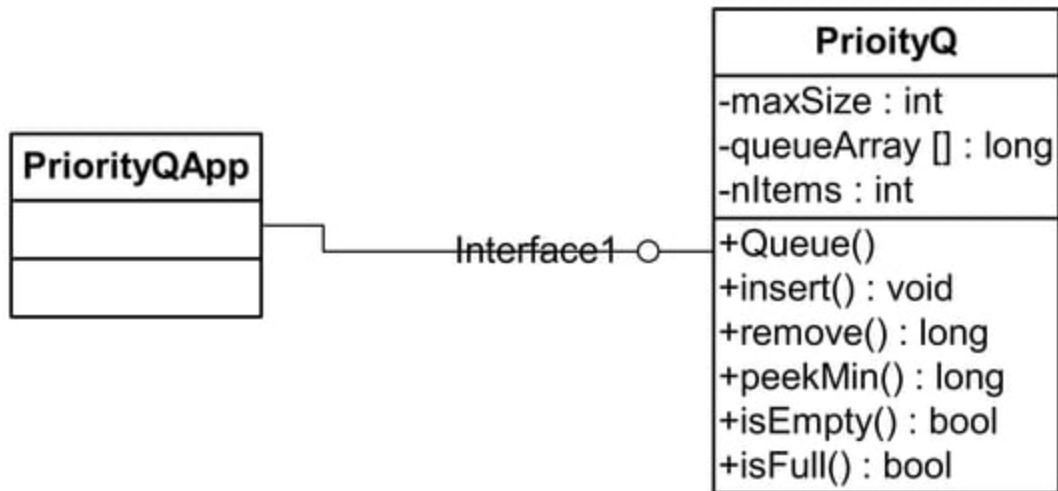 PrioityQ
-maxSize : int
-queueArray [] : long
-nItems : int
PriorityQApp
Interface1
+Queue()
+insert() : void
+remove() : long
+peekMin() : long
+isEmpty() : bool
+isFull() : bool